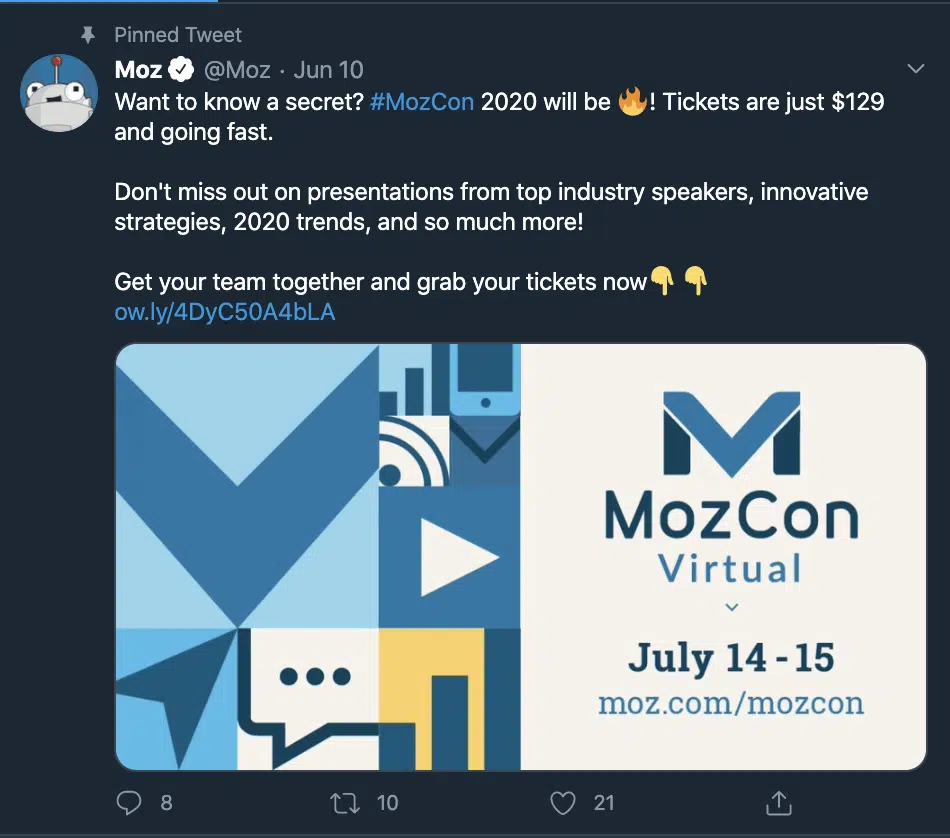 Pinned Tweet
Moz @Moz · Jun 10
Want to know a secret? #MozCon 2020 will be 🔥! Tickets are just $129
and going fast.
Don't miss out on presentations from top industry speakers, innovative
strategies, 2020 trends, and so much more!
Get your team together and grab your tickets now👇👇
ow.ly/4DyC50A4bLA
MozCon
Virtual
July 14 - 15
moz.com/mozcon
8 10 21